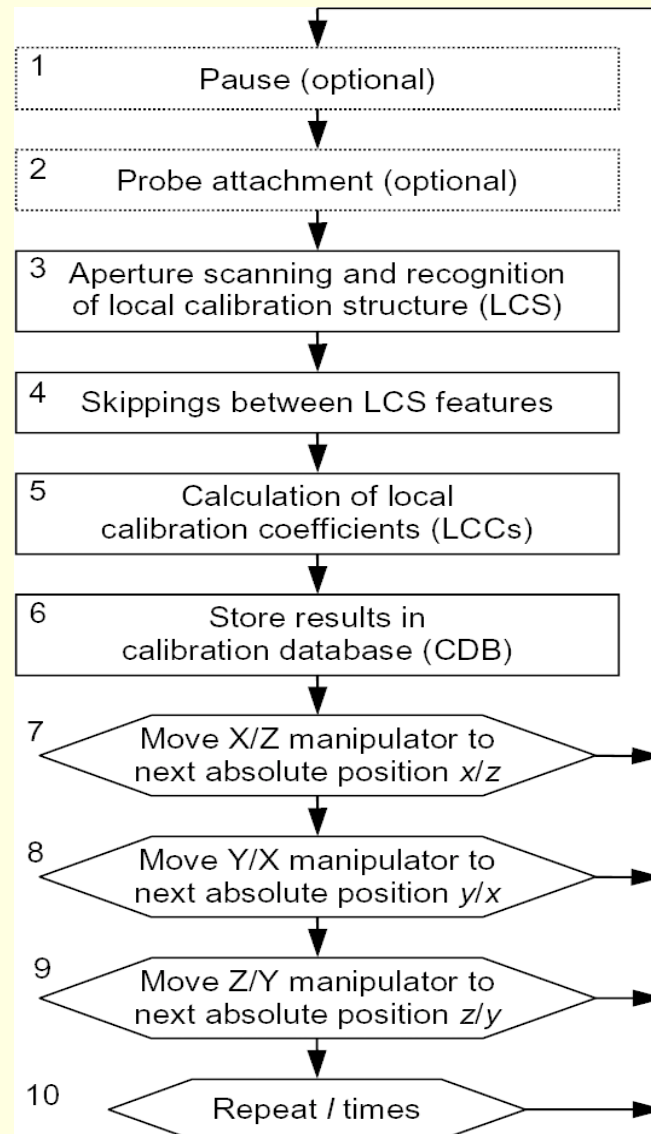 1
Pause (optional)
2
Probe attachment (optional)
3
Aperture scanning and recognition
of local calibration structure (LCS)
4
Skippings between LCS features
5
Calculation of local
calibration coefficients (LCCs)
6
Store results in
calibration database (CDB)
7
Move X/Z manipulator to
next absolute position x/z
8
Move Y/X manipulator to
next absolute position y/x
9
Move Z/Y manipulator to
next absolute position z/y
10
Repeat l times